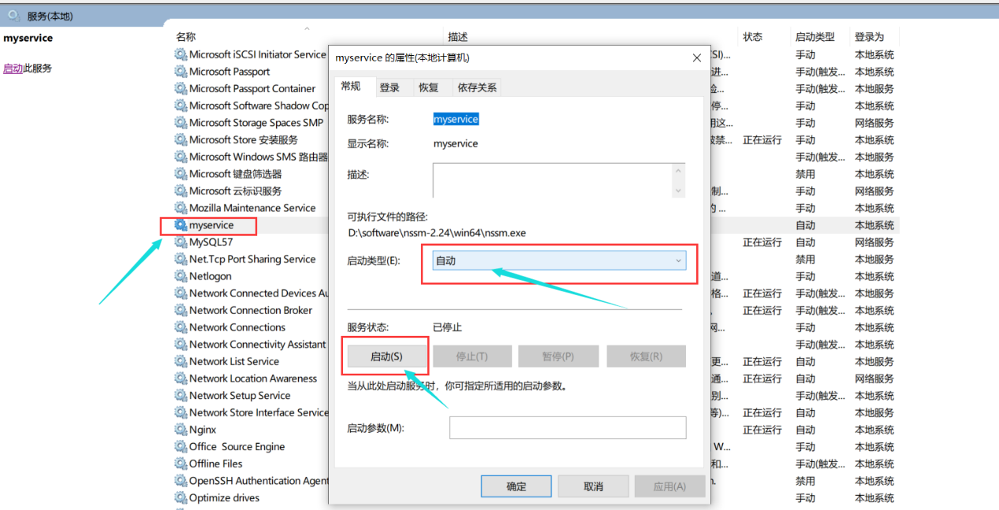 服务(本地)
myservice
启动此服务
名称 描述 状态 启动类型 登录为
Microsoft iSCSI Initiator Service SI)... 手动 本地系统
Microsoft Passport 进... 手动(触发... 本地系统
Microsoft Passport Container 手动(触发... 本地服务
Microsoft Software Shadow Cop 停... 手动 本地系统
Microsoft Storage Spaces SMP 用这... 手动 网络服务
Microsoft Store 安装服务 正在运行 手动 本地系统
Microsoft Windows SMS 路由器 手动(触发... 本地服务
Microsoft 键盘筛选器 禁用 本地系统
Microsoft 云标识服务 制... 手动 网络服务
Mozilla Maintenance Service 的 ... 手动 本地系统
myservice 自动 本地系统
MySQL57 正在运行 自动 网络服务
Net.Tcp Port Sharing Service 禁用 本地服务
Netlogon 道... 手动 本地系统
Network Connected Devices Au 格... 正在运行 手动(触发... 本地服务
Network Connection Broker 正在运行 手动(触发... 本地系统
Network Connections 网... 手动 本地系统
Network Connectivity Assistant 手动(触发... 本地系统
Network List Service 更... 正在运行 自动 本地服务
Network Location Awareness 通... 正在运行 自动 网络服务
Network Setup Service 别... 手动(触发... 本地系统
Network Store Interface Service 等)... 正在运行 自动 本地服务
Nginx 正在运行 自动 本地系统
Office Source Engine W... 手动 本地系统
Offline Files 和... 手动(触发... 本地系统
OpenSSH Authentication Agent 禁用 本地系统
Optimize drives 手动 本地系统
myservice 的属性(本地计算机)
常规 登录 恢复 依存关系
服务名称: myservice
显示名称: myservice
描述:
可执行文件的路径:
D:\software\nssm-2.24\win64\nssm.exe
启动类型(E): 自动
服务状态: 已停止
启动(S) 停止(T) 暂停(P) 恢复(R)
当从此处启动服务时，你可指定所适用的启动参数。
启动参数(M):
确定 取消 应用(A)